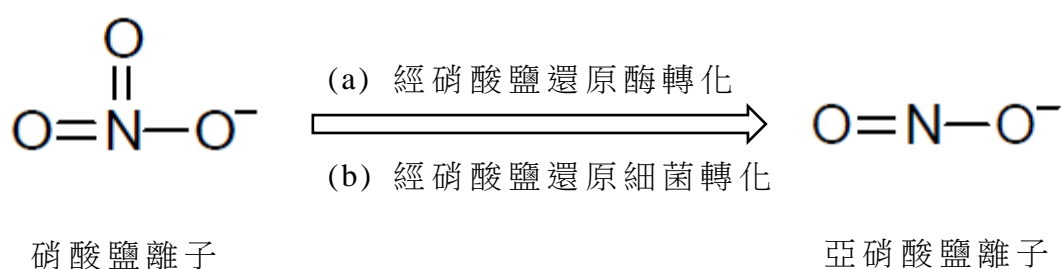 O
O=N—O⁻
(a) 經硝酸鹽還原酶轉化
(b) 經硝酸鹽還原細菌轉化
O=N—O⁻
硝酸鹽離子
亞硝酸鹽離子